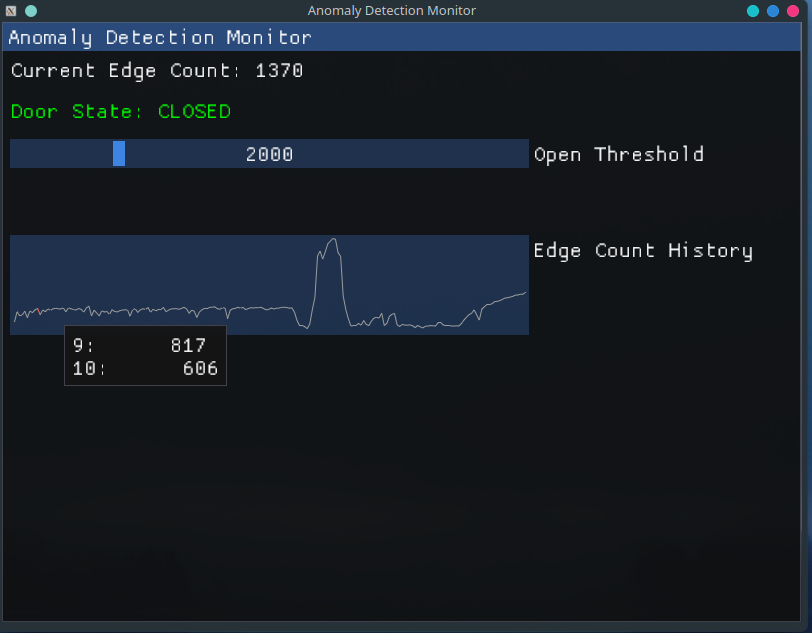 Anomaly Detection Monitor
Anomaly Detection Monitor
Current Edge Count: 1370
Door State: CLOSED
2000 Open Threshold
Edge Count History
9: 817
10: 606